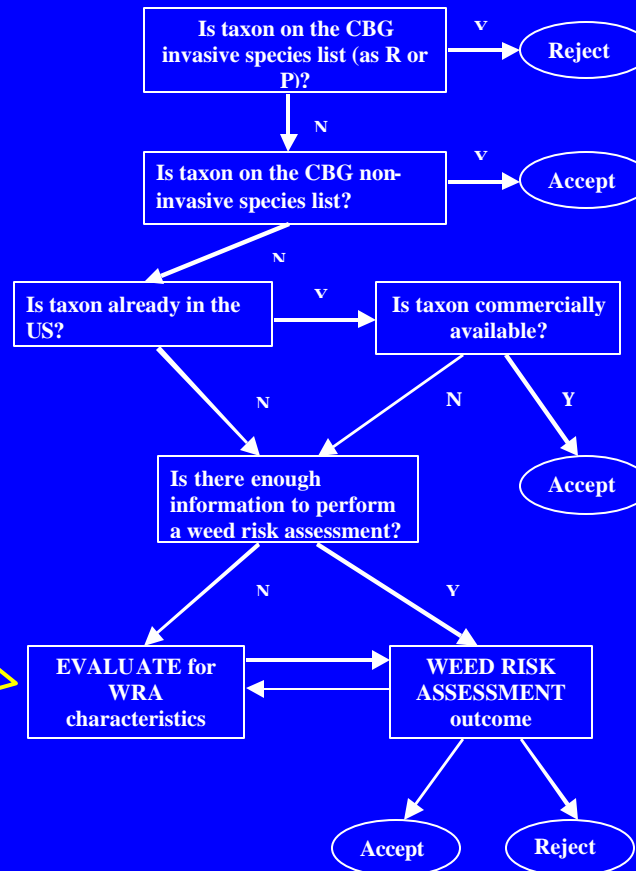 Is taxon on the CBG
invasive species list (as R or
P)?
Y
Reject
N
Is taxon on the CBG non-
invasive species list?
Y
Accept
N
Is taxon already in the
US?
Y
Is taxon commercially
available?
N
N
Y
Accept
Is there enough
information to perform
a weed risk assessment?
N
Y
EVALUATE for
WRA
characteristics
WEED RISK
ASSESSMENT
outcome
Accept
Reject